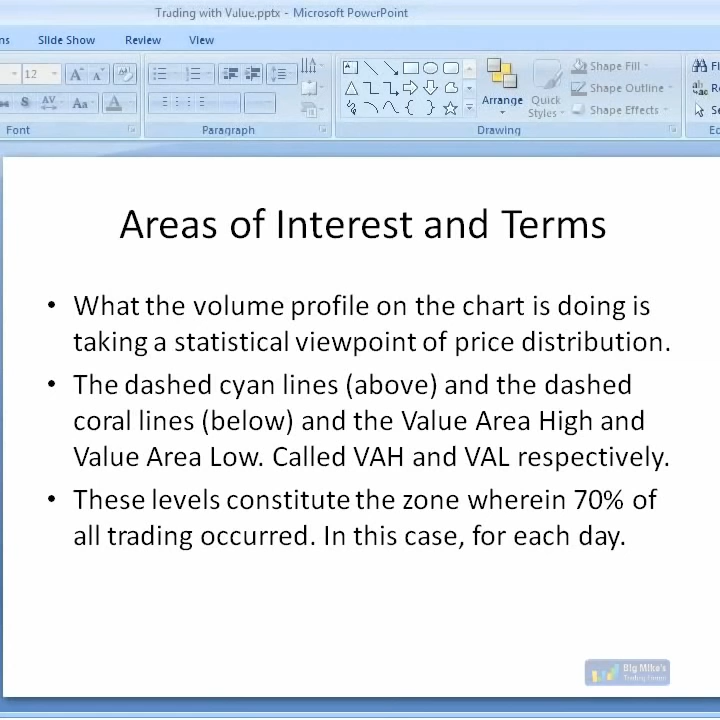 Trading with Value.pptx - Microsoft PowerPoint
Slide Show Review View
12
Aa
Shape Fill
Shape Outline
Shape Effects
Arrange
Quick
Styles
Font Paragraph Drawing
Areas of Interest and Terms
• What the volume profile on the chart is doing is
taking a statistical viewpoint of price distribution.
• The dashed cyan lines (above) and the dashed
coral lines (below) and the Value Area High and
Value Area Low. Called VAH and VAL respectively.
• These levels constitute the zone wherein 70% of
all trading occurred. In this case, for each day.
Big Mike's
Trading Forum